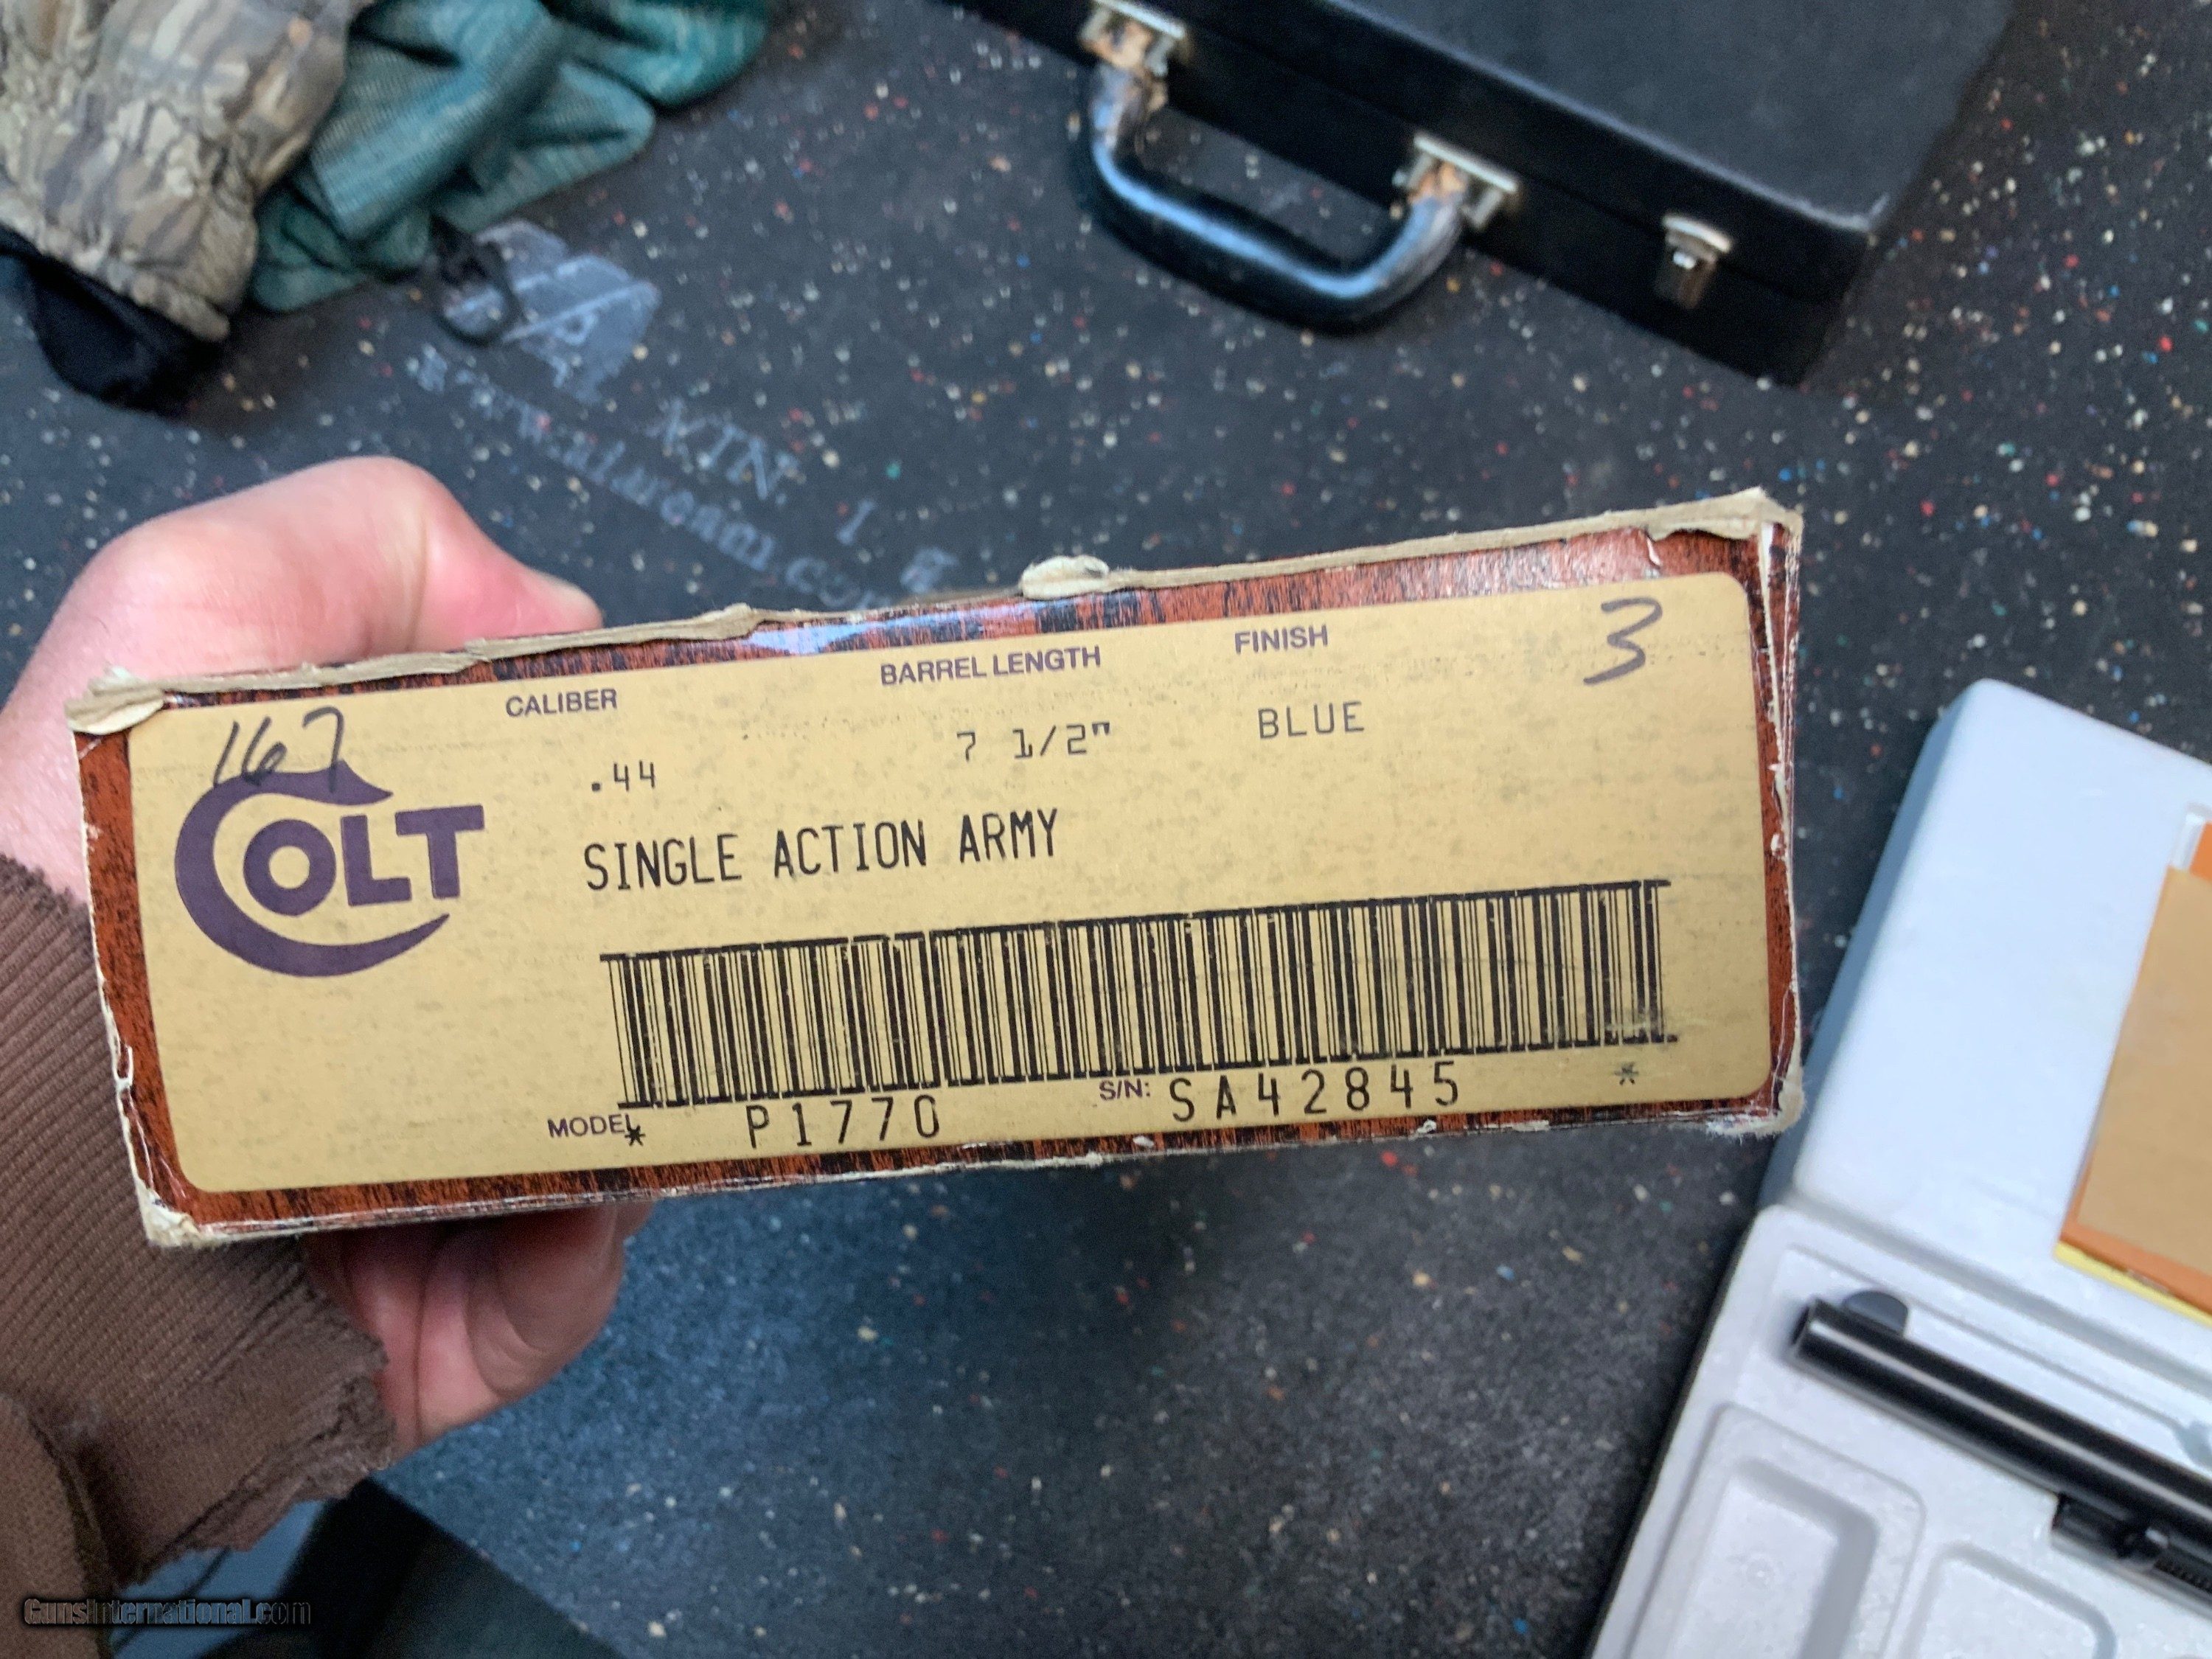 167
3
CALIBER BARREL LENGTH FINISH
.44 7 1/2" BLUE
COLT
SINGLE ACTION ARMY
MODEL P1770 S/N: SA42845
* *
GunsInternational.com